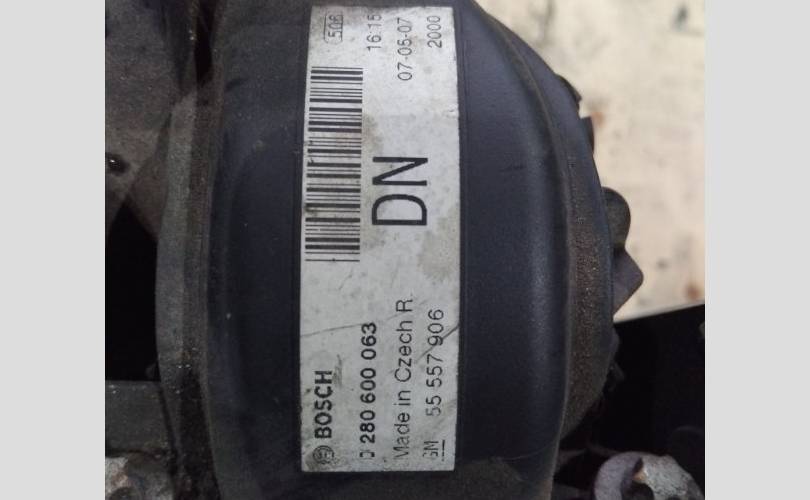 BOSCH
0 280 600 063
Made in Czech R.
GM 55 557 906
DN
506
16:15
07-05-07
2000